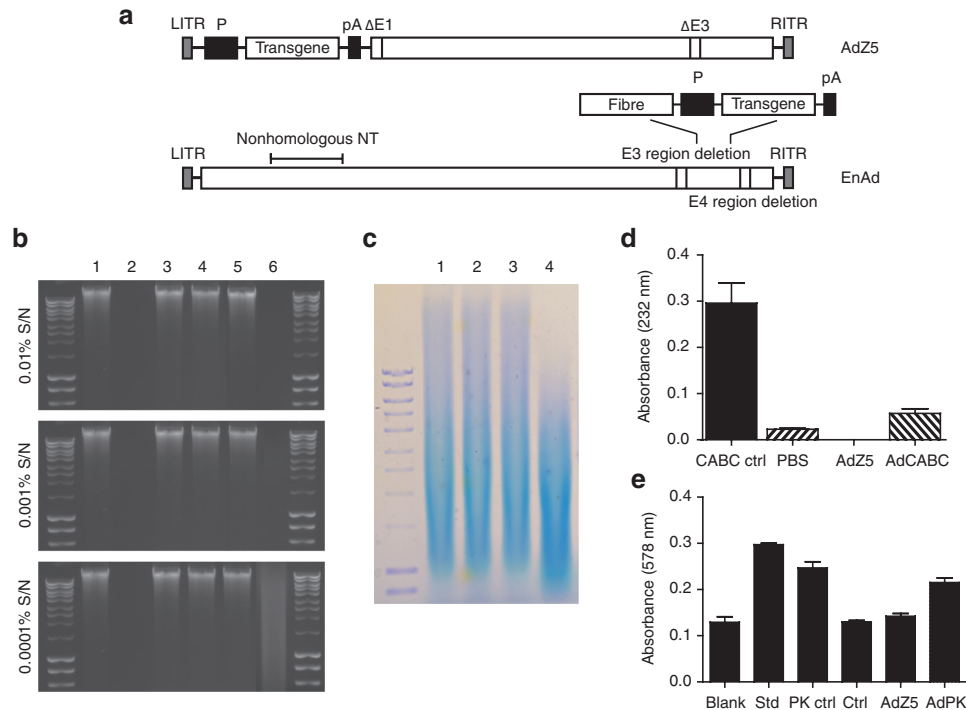 a
LITR P pA ΔE1 ΔE3 RITR
Transgene
AdZ5
P pA
Fibre Transgene
Nonhomologous NT
E3 region deletion
LITR RITR
EnAd
E4 region deletion
b
1 2 3 4 5 6
0.01% S/N
0.001% S/N
0.0001% S/N
c
1 2 3 4
d
Absorbance (232 nm)
0.4
0.3
0.2
0.1
0.0
CABC ctrl PBS AdZ5 AdCABC
e
Absorbance (578 nm)
0.4
0.3
0.2
0.1
0.0
Blank Std PK ctrl Ctrl AdZ5 AdPK